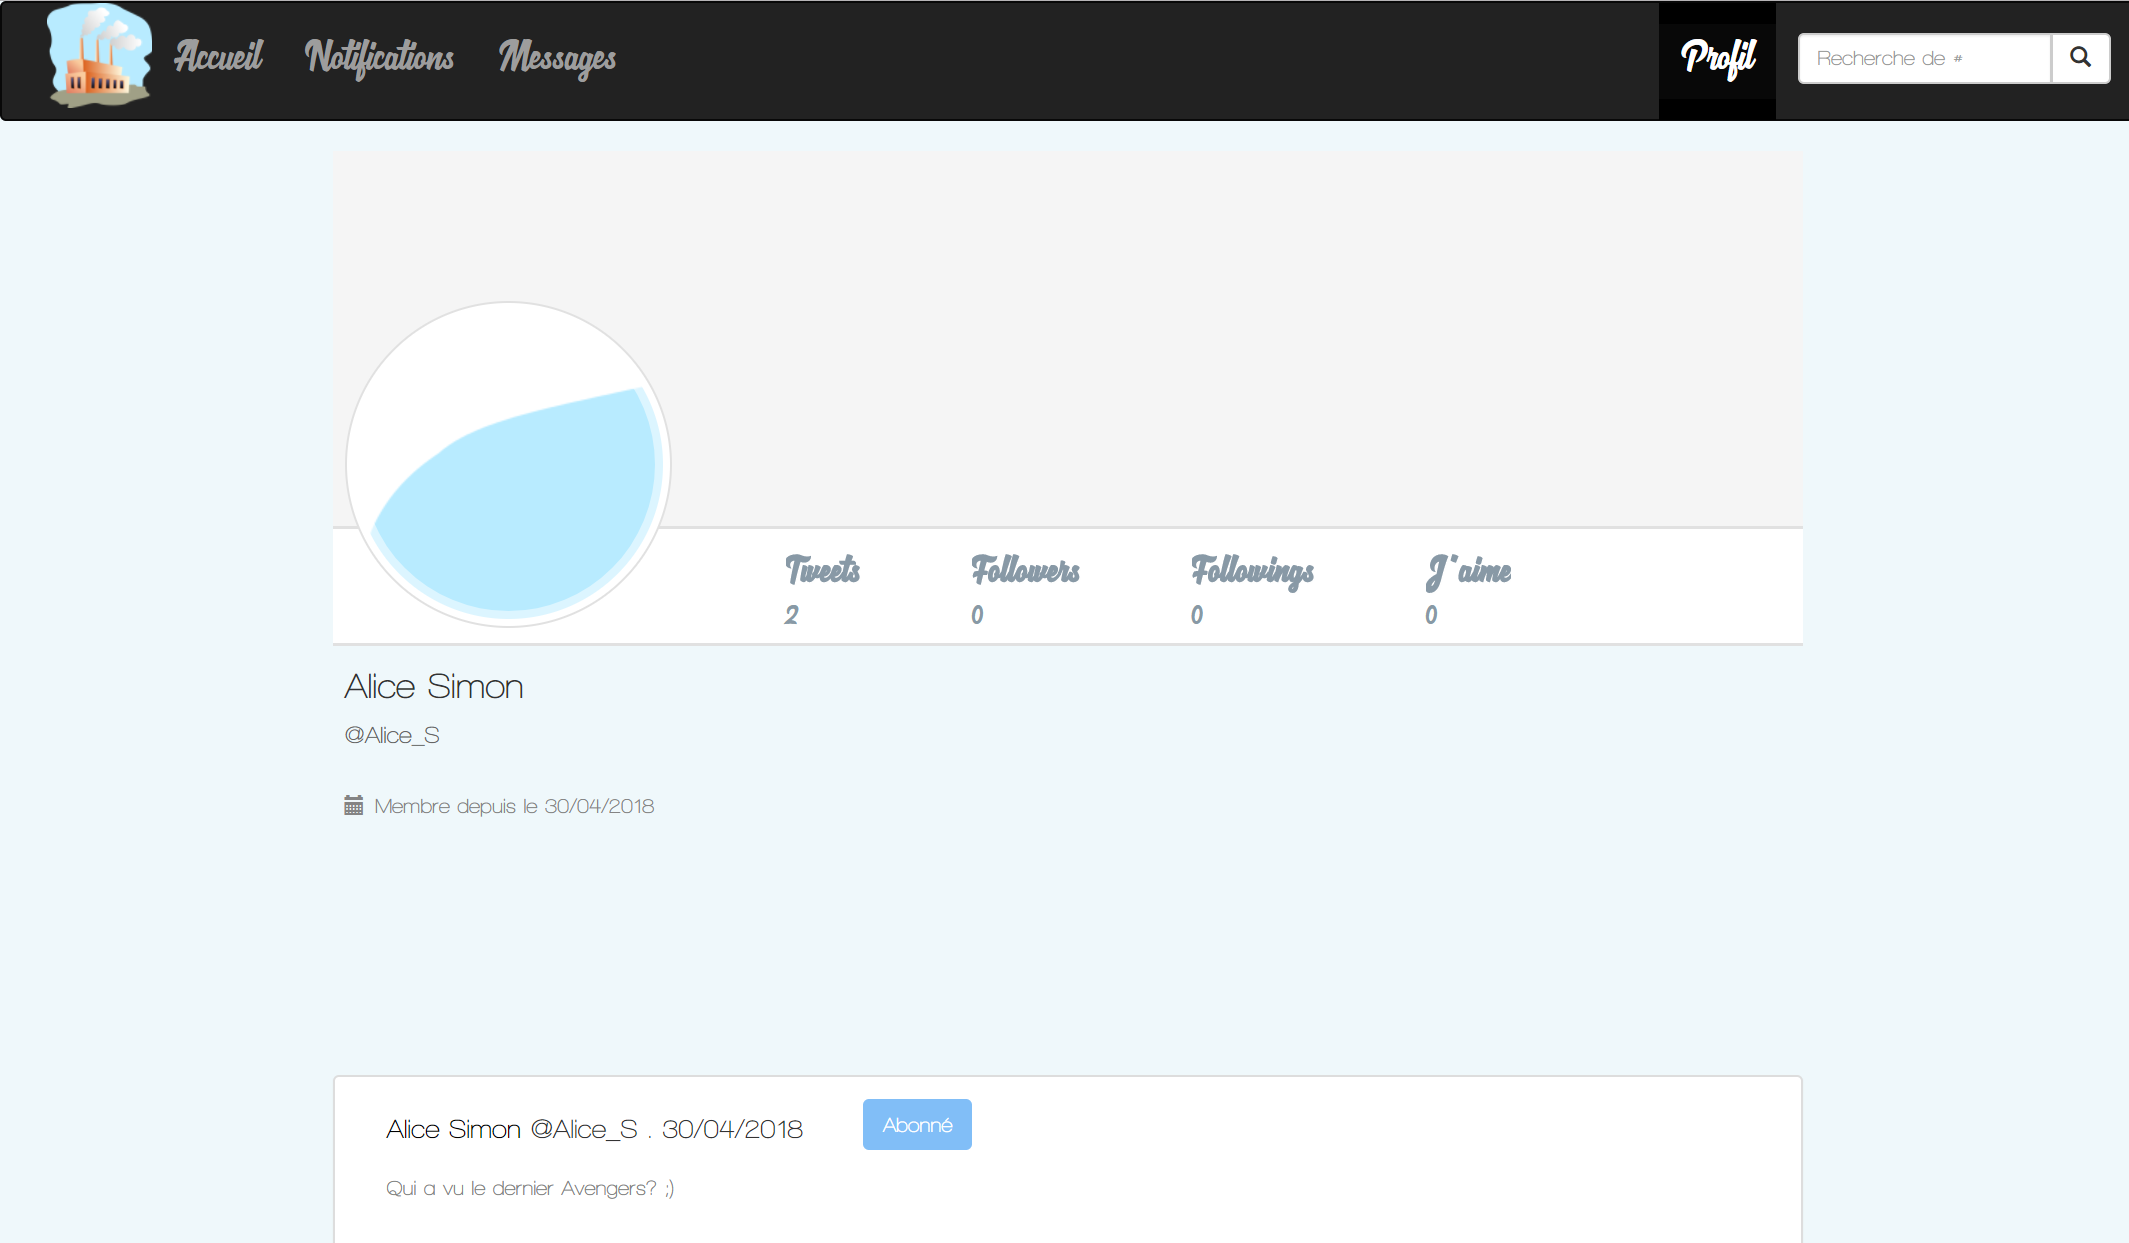 Accueil Notifications Messages Profil Recherche de #
Tweets Followers Followings J'aime
2 0 0 0
Alice Simon
@Alice_S
Membre depuis le 30/04/2018
Alice Simon @Alice_S . 30/04/2018 Abonné
Qui a vu le dernier Avengers? ;)